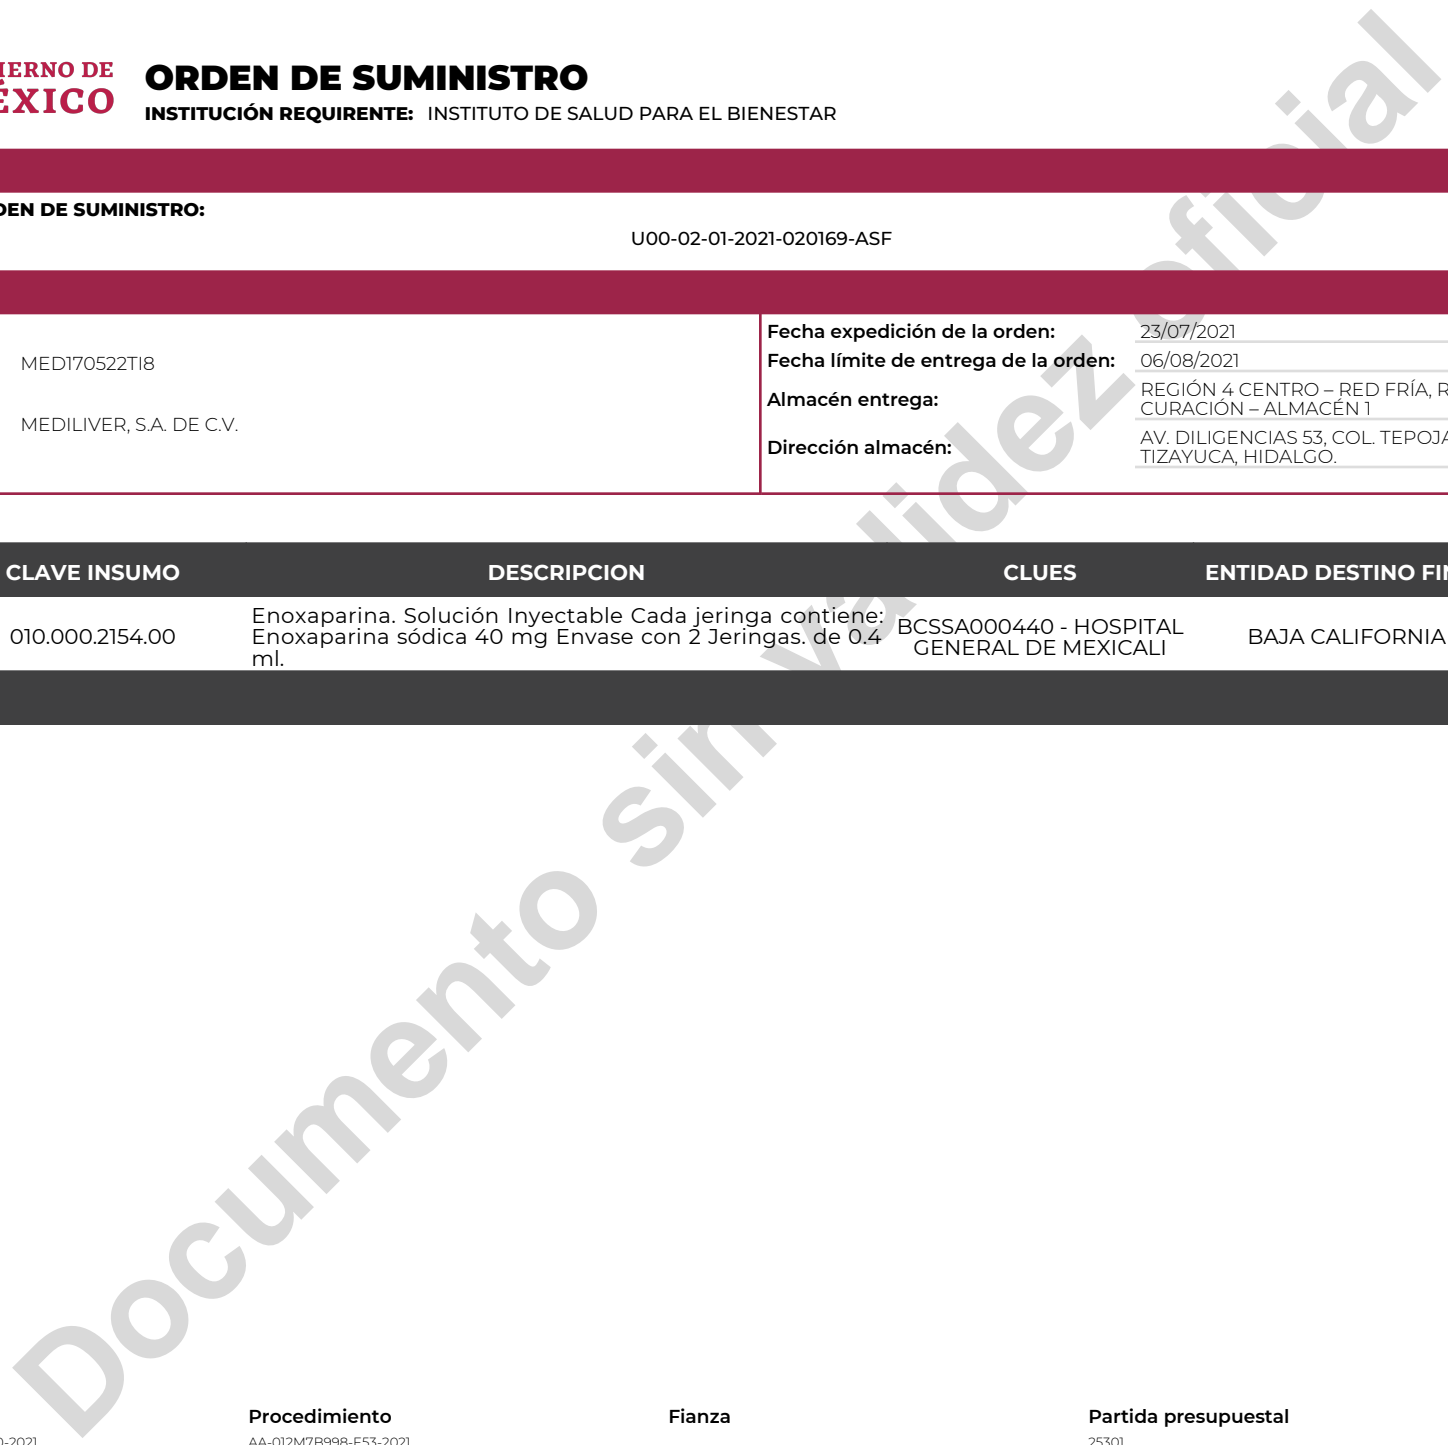 ORDEN DE SUMINISTRO
INSTITUCIÓN REQUIRENTE: INSTITUTO DE SALUD PARA EL BIENESTAR
DE
XICO
DE SUMINISTRO:
U00-02-01-2021-020169-ASF
MED170522TI8
MEDILIVER, S.A. DE C.V.
Fecha expedición de la orden: 23/07/2021
Fecha límite de entrega de la orden: 06/08/2021
Almacén entrega: REGIÓN 4 CENTRO – RED FRÍA,
CURACIÓN – ALMACÉN 1
Dirección almacén: AV. DILIGENCIAS 53, COL.
TIZAYUCA, HIDALGO.
CLAVE INSUMO DESCRIPCION CLUES ENTIDAD DESTINO
010.000.2154.00
Enoxaparina. Solución Inyectable Cada jeringa contiene:
Enoxaparina sódica 40 mg Envase con 2 Jeringas. de 0.4
ml.
BCSSA000440 - HOSPITAL
GENERAL DE MEXICALI
BAJA CALIFORNIA
Documento sin validez oficial
Procedimiento Fianza Partida presupuestal
-2021 AA-012M7B998-E53-2021 25301